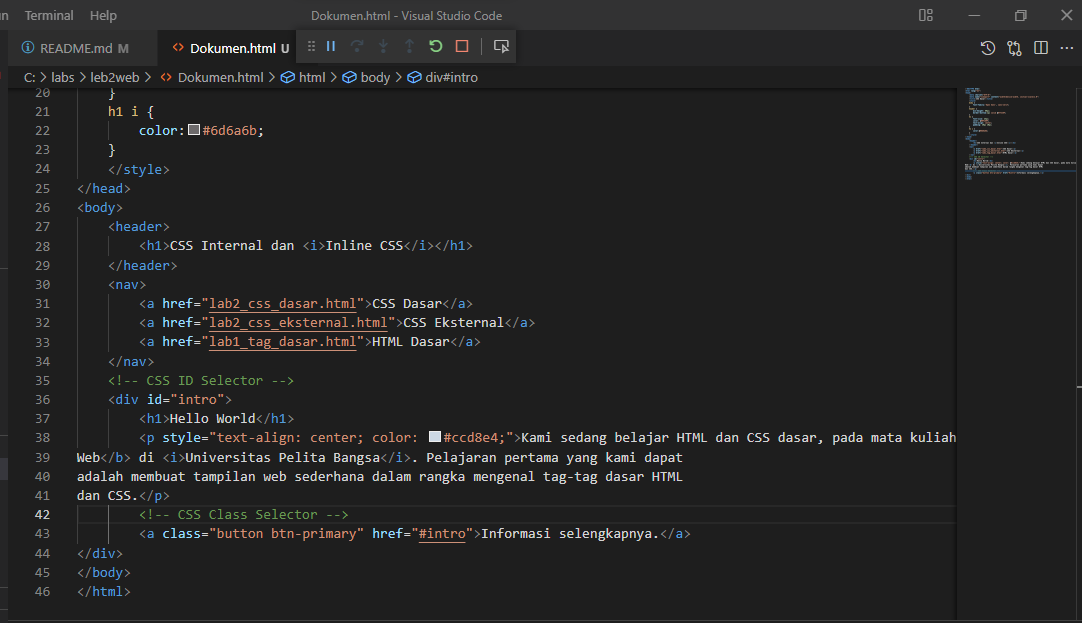 Terminal Help Dokumen.html - Visual Studio Code
README.md M Dokumen.html U
C: > labs > leb2web > Dokumen.html > html > body > div#intro
20 }
21 h1 i {
22 color: #6d6a6b;
23 }
24 </style>
25 </head>
26 <body>
27 <header>
28 <h1>CSS Internal dan <i>Inline CSS</i></h1>
29 </header>
30 <nav>
31 <a href="lab2_css_dasar.html">CSS Dasar</a>
32 <a href="lab2_css_eksternal.html">CSS Eksternal</a>
33 <a href="lab1_tag_dasar.html">HTML Dasar</a>
34 </nav>
35 <!-- CSS ID Selector -->
36 <div id="intro">
37 <h1>Hello World</h1>
38 <p style="text-align: center; color: #ccd8e4;">Kami sedang belajar HTML dan CSS dasar, pada mata kuliah
39 Web</b> di <i>Universitas Pelita Bangsa</i>. Pelajaran pertama yang kami dapat
40 adalah membuat tampilan web sederhana dalam rangka mengenal tag-tag dasar HTML
41 dan CSS.</p>
42 <!-- CSS Class Selector -->
43 <a class="button btn-primary" href="#intro">Informasi selengkapnya.</a>
44 </div>
45 </body>
46 </html>